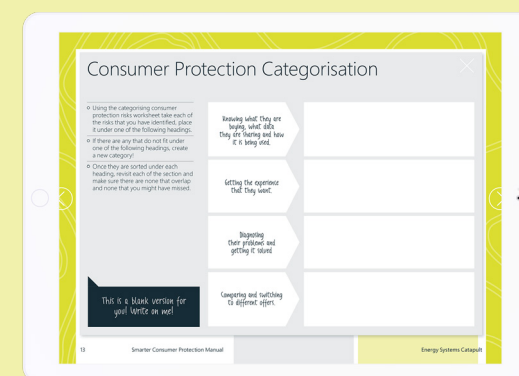 Consumer Protection Categorisation
Using the categorising consumer
protection risks worksheet take each of
the risks that you have identified, place
it under one of the following headings.
If there are any that do not fit under
one of the following headings, create
a new category!
Once they are sorted under each
heading, revisit each of the section and
make sure there are none that overlap
and none that you might have missed.
This is a blank version for
you! Write on me!
Knowing what they are
buying, what data
they are sharing and how
it is being used.
Getting the experience
that they want.
Diagnosing
their problems and
getting it solved
Comparing and switching
to different offers.
13
Smarter Consumer Protection Manual
Energy Systems Catapult